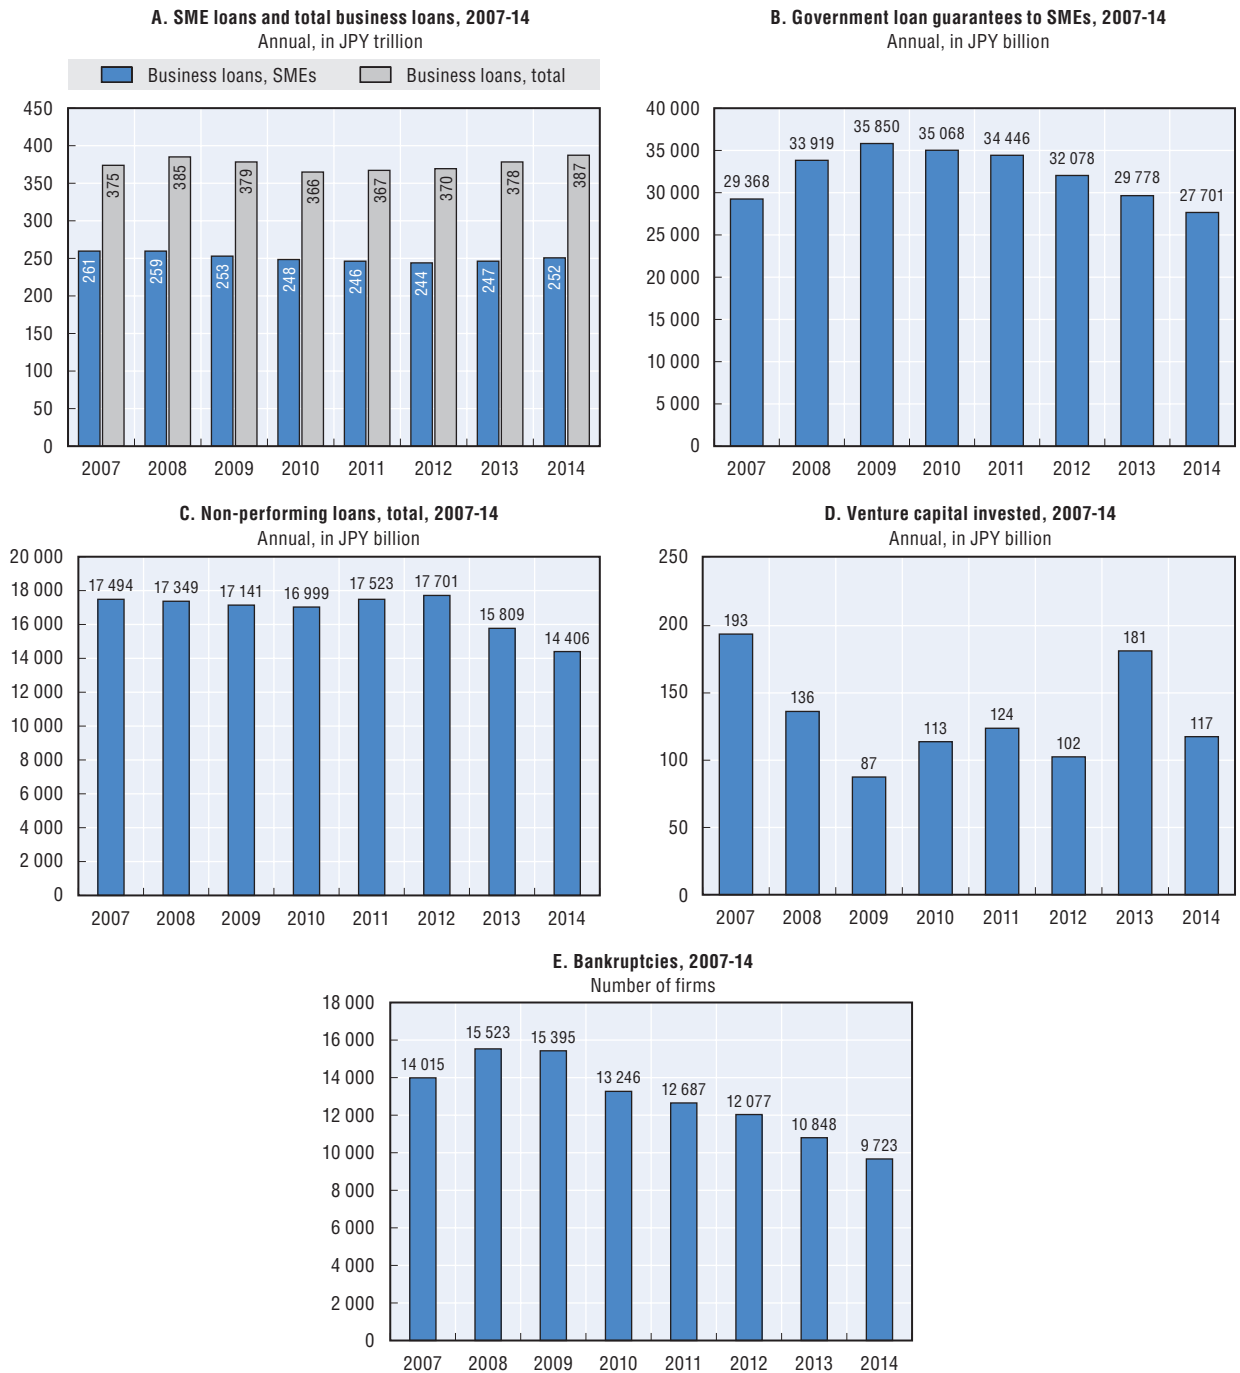 A. SME loans and total business loans, 2007-14
Annual, in JPY trillion
Business loans, SMEs Business loans, total
450
400
350
300
250
200
150
100
50
0
261 375 259 385 253 379 248 366 246 367 244 370 247 378 252 387
2007 2008 2009 2010 2011 2012 2013 2014
B. Government loan guarantees to SMEs, 2007-14
Annual, in JPY billion
40 000
35 000
30 000
25 000
20 000
15 000
10 000
5 000
0
29 368 33 919 35 850 35 068 34 446 32 078 29 778 27 701
2007 2008 2009 2010 2011 2012 2013 2014
C. Non-performing loans, total, 2007-14
Annual, in JPY billion
20 000
18 000
16 000
14 000
12 000
10 000
8 000
6 000
4 000
2 000
0
17 494 17 349 17 141 16 999 17 523 17 701 15 809 14 406
2007 2008 2009 2010 2011 2012 2013 2014
D. Venture capital invested, 2007-14
Annual, in JPY billion
250
200
150
100
50
0
193 136 87 113 124 102 181 117
2007 2008 2009 2010 2011 2012 2013 2014
E. Bankruptcies, 2007-14
Number of firms
18 000
16 000
14 000
12 000
10 000
8 000
6 000
4 000
2 000
0
14 015 15 523 15 395 13 246 12 687 12 077 10 848 9 723
2007 2008 2009 2010 2011 2012 2013 2014